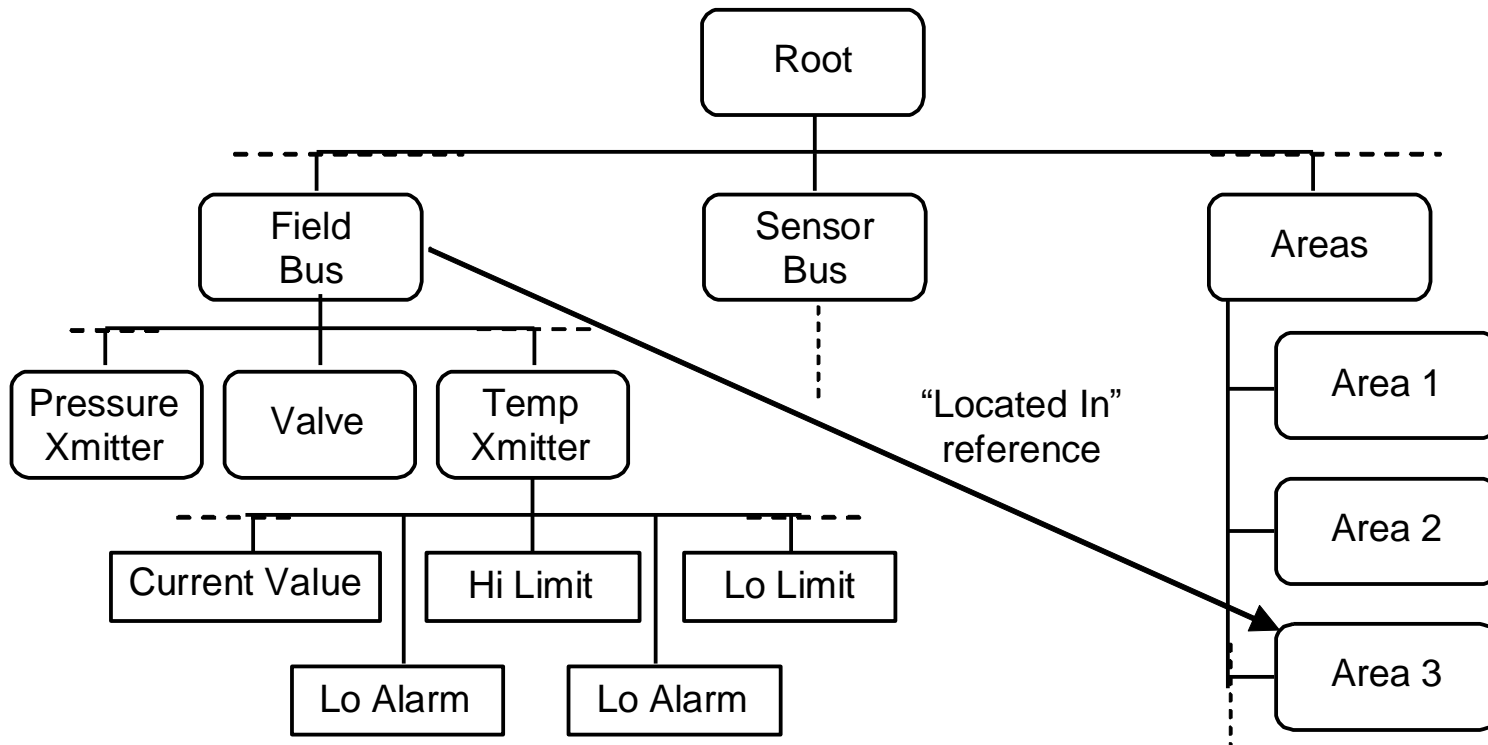 Root
Field
Bus
Sensor
Bus
Areas
Pressure
Xmitter
Valve
Temp
Xmitter
“Located In”
reference
Area 1
Area 2
Area 3
Current Value
Hi Limit
Lo Limit
Lo Alarm
Lo Alarm